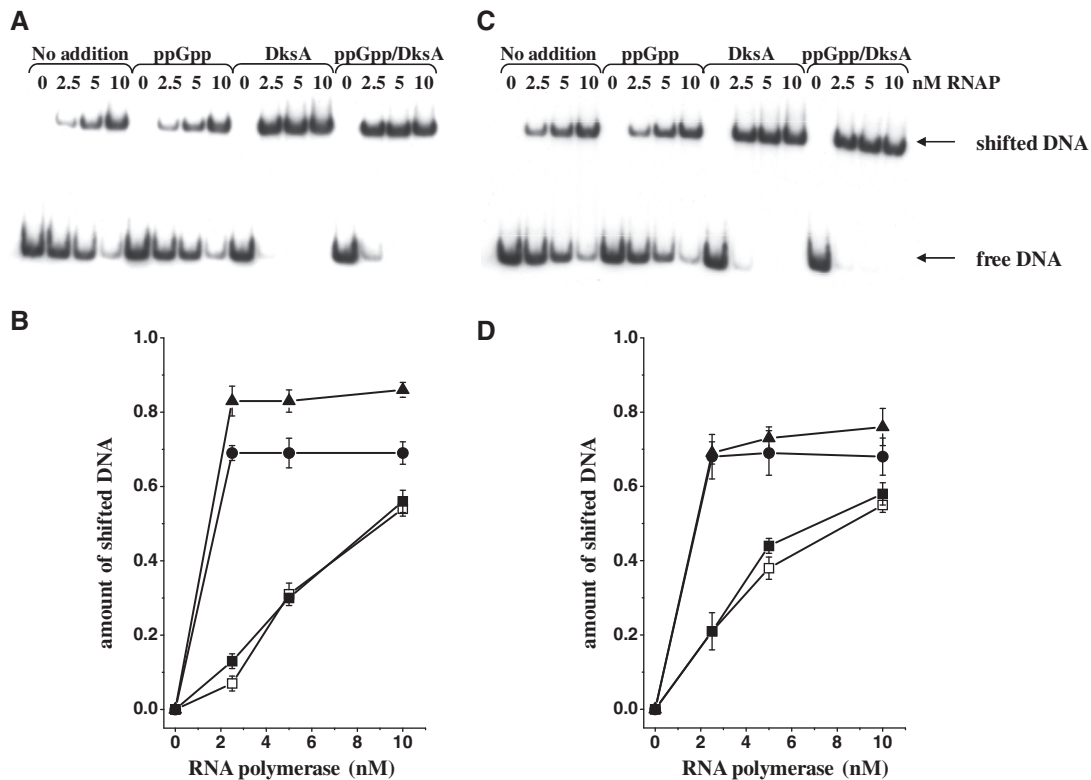 A
No addition ppGpp DksA ppGpp/DksA
0 2.5 5 10 0 2.5 5 10 0 2.5 5 10 0 2.5 5 10 nM RNAP
C
No addition ppGpp DksA ppGpp/DksA
0 2.5 5 10 0 2.5 5 10 0 2.5 5 10 0 2.5 5 10
shifted DNA
free DNA
B
1.0
0.8
0.6
0.4
0.2
0.0
amount of shifted DNA
0 2 4 6 8 10
RNA polymerase (nM)
D
1.0
0.8
0.6
0.4
0.2
0.0
amount of shifted DNA
0 2 4 6 8 10
RNA polymerase (nM)